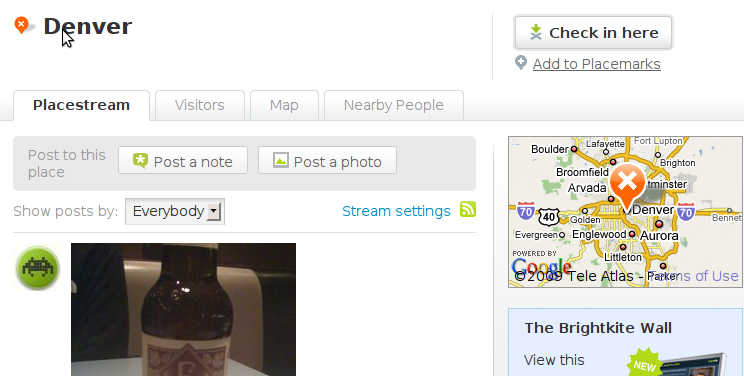 Denver
Check in here
Add to Placemarks
Placestream
Visitors
Map
Nearby People
Post to this
place
Post a note
Post a photo
Show posts by:
Everybody
Stream settings
Boulder
Lafayette
Fort Lupton
Brighton
Broomfield
Arvada
tminster
70
40
Golden
Denver
70
Bennet
Evergreen
Englewood
Aurora
Littleton
POWERED BY
Google
©2009 Tele Atlas - Terms of Use
Parker
The Brightkite Wall
View this
NEW